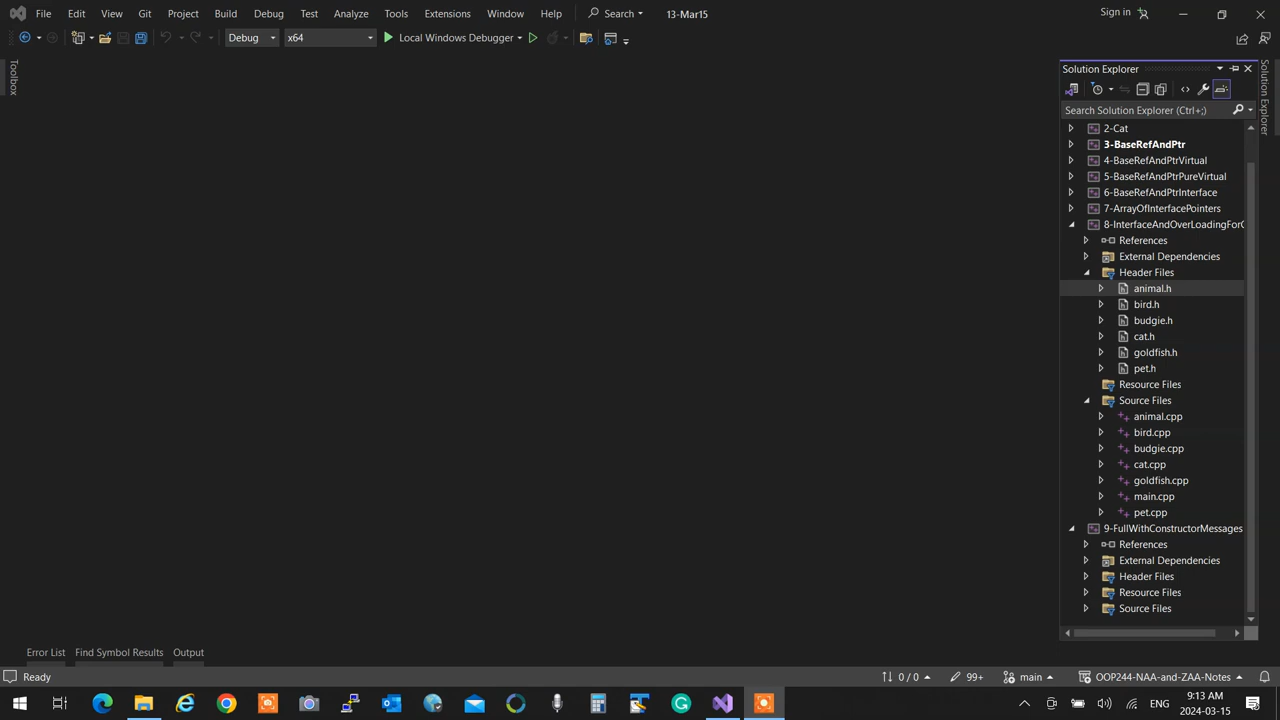 File Edit View Git Project Build Debug Test Analyze Tools Extensions Window Help Search 13-Mar15 Sign in
Debug x64 Local Windows Debugger
Toolbox
Solution Explorer
Solution Explorer
Search Solution Explorer (Ctrl+;)
2-Cat
3-BaseRefAndPtr
4-BaseRefAndPtrVirtual
5-BaseRefAndPtrPureVirtual
6-BaseRefAndPtrInterface
7-ArrayOfInterfacePointers
8-InterfaceAndOverLoadingForC
References
External Dependencies
Header Files
animal.h
bird.h
budgie.h
cat.h
goldfish.h
pet.h
Resource Files
Source Files
animal.cpp
bird.cpp
budgie.cpp
cat.cpp
goldfish.cpp
main.cpp
pet.cpp
9-FullWithConstructorMessages
References
External Dependencies
Header Files
Resource Files
Source Files
Error List Find Symbol Results Output
Ready 0 / 0 99+ main OOP244-NAA-and-ZAA-Notes
ENG 9:13 AM
2024-03-15